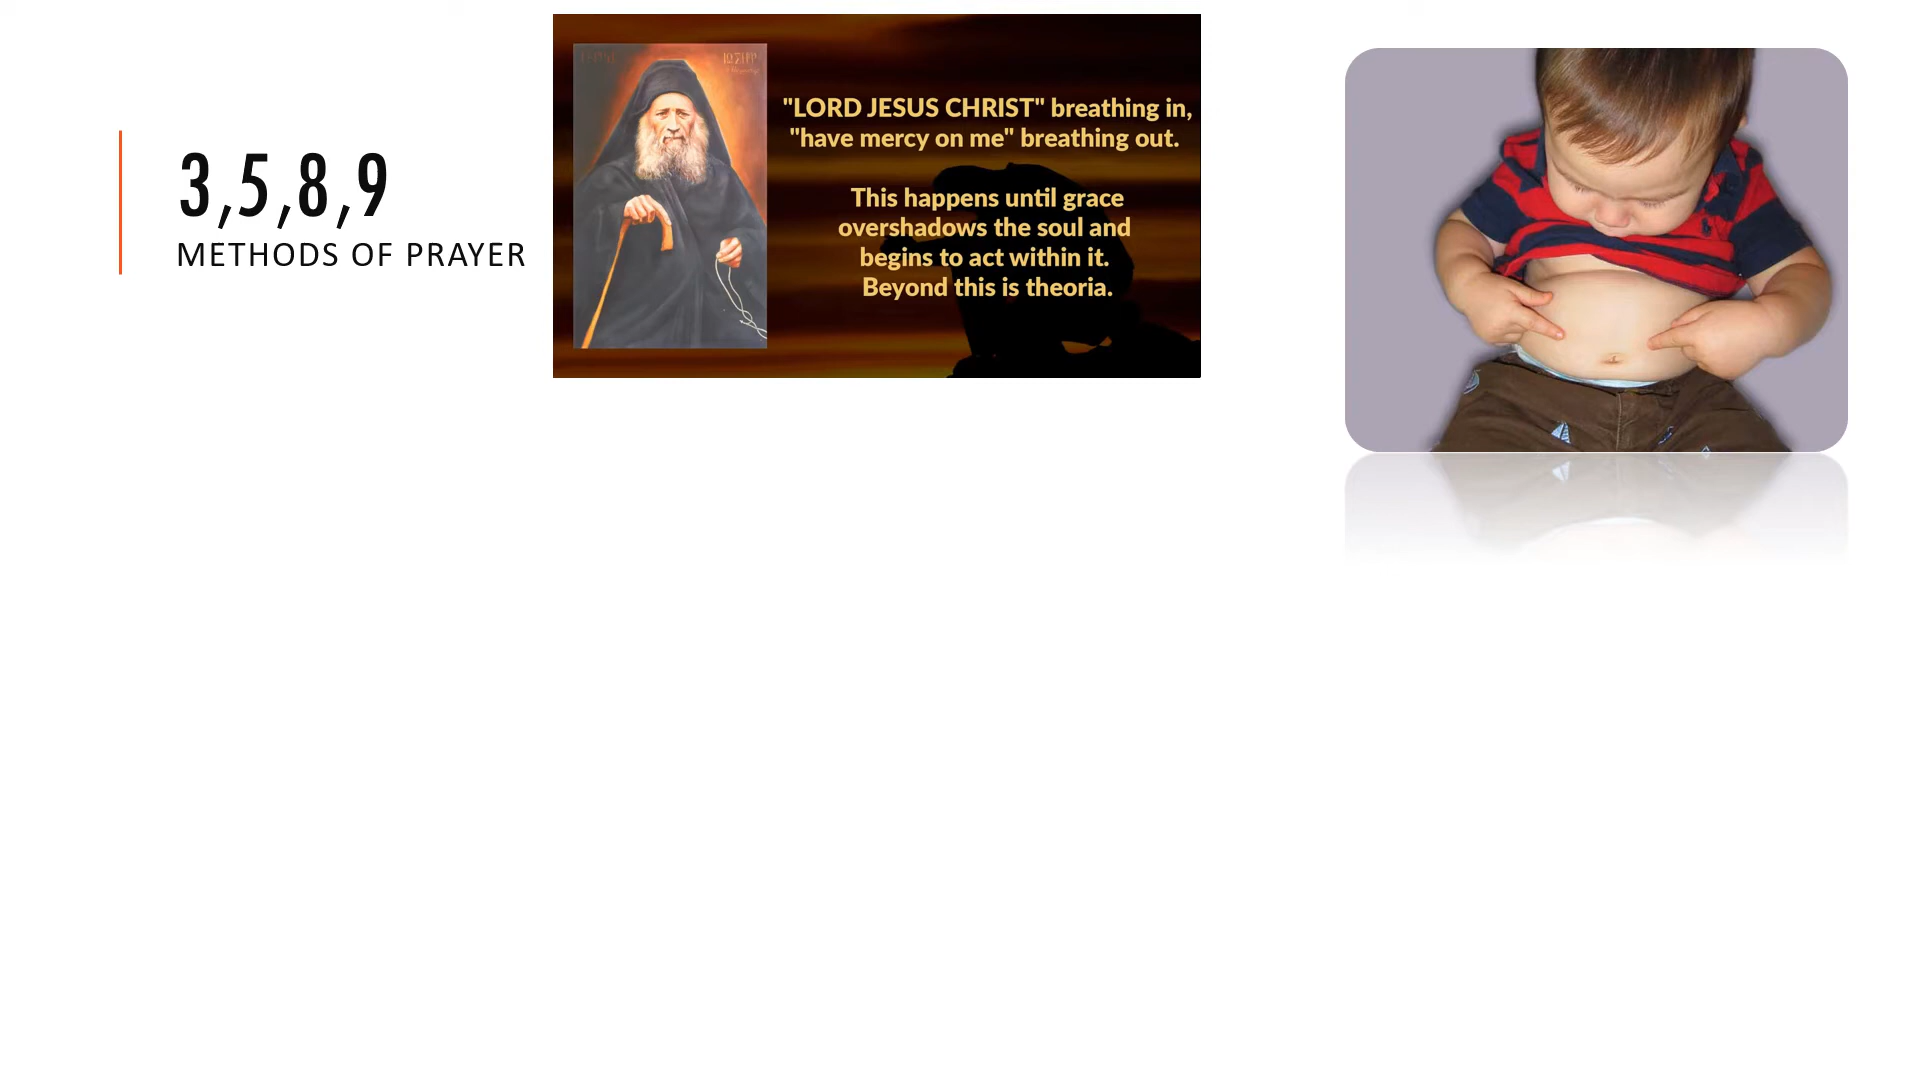 3,5,8,9
METHODS OF PRAYER
"LORD JESUS CHRIST" breathing in,
"have mercy on me" breathing out.
This happens until grace
overshadows the soul and
begins to act within it.
Beyond this is theoria.